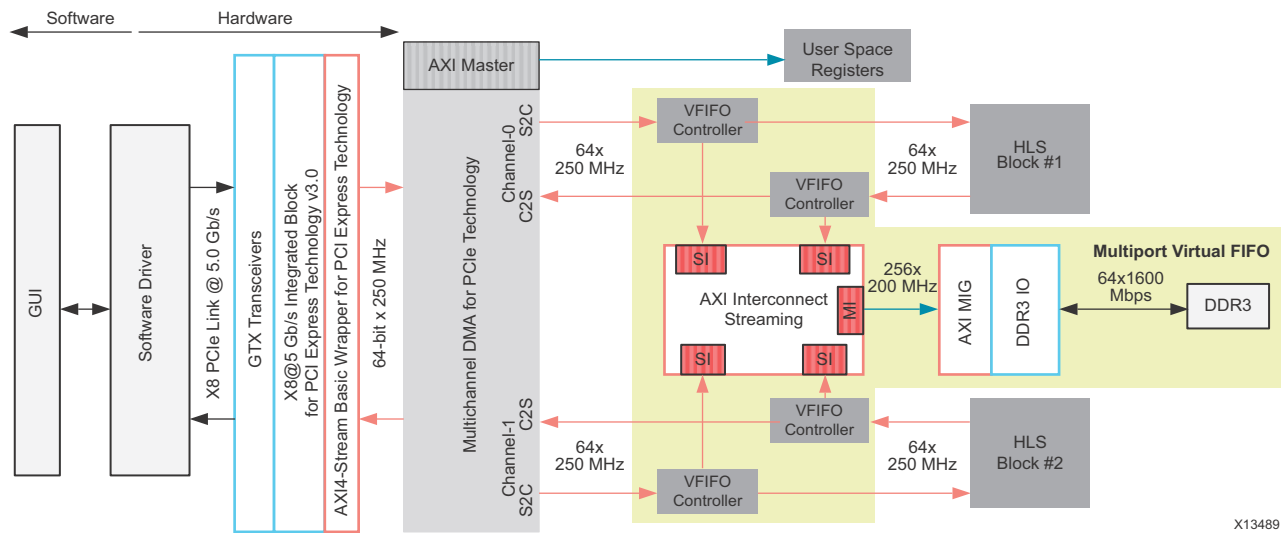 Software
Hardware
GUI
Software Driver
X8 PCIe Link @ 5.0 Gb/s
GTX Transceivers
X8@5 Gb/s Integrated Block
for PCI Express Technology v3.0
AXI4-Stream Basic Wrapper for PCI Express Technology
64-bit x 250 MHz
AXI Master
Multichannel DMA for PCIe Technology
Channel-0
S2C
C2S
Channel-1
C2S
S2C
User Space
Registers
64x
250 MHz
VFIFO
Controller
64x
250 MHz
HLS
Block #1
VFIFO
Controller
SI
SI
AXI Interconnect
Streaming
MI
SI
SI
256x
200 MHz
AXI MIG
DDR3 IO
Multiport Virtual FIFO
64x1600
Mbps
DDR3
VFIFO
Controller
64x
250 MHz
VFIFO
Controller
64x
250 MHz
HLS
Block #2
X13489